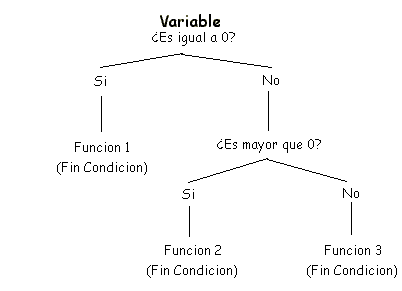 Variable
¿Es igual a 0?
Si
No
Funcion 1
(Fin Condicion)
¿Es mayor que 0?
Si
No
Funcion 2
(Fin Condicion)
Funcion 3
(Fin Condicion)